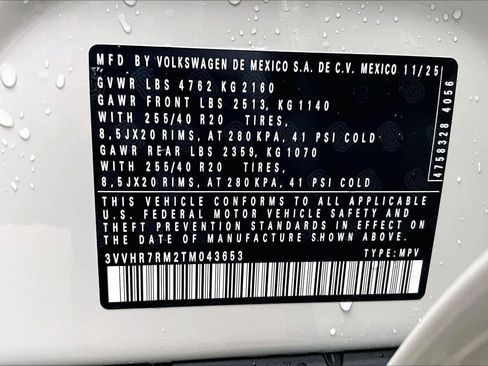 MFD BY VOLKSWAGEN DE MEXICO S.A. DE C.V. MEXICO 11/25
GVWR LBS 4762 KG 2160
GAWR FRONT LBS 2513, KG 1140
WITH 255/40 R20 TIRES,
8,5JX20 RIMS, AT 280 KPA, 41 PSI COLD
GAWR REAR LBS 2359, KG 1070
WITH 255/40 R20 TIRES,
8,5JX20 RIMS, AT 280 KPA, 41 PSI COLD
THIS VEHICLE CONFORMS TO ALL APPLICABLE
U.S. FEDERAL MOTOR VEHICLE SAFETY AND
THEFT PREVENTION STANDARDS IN EFFECT ON
THE DATE OF MANUFACTURE SHOWN ABOVE.
3VVHR7RM2TM043653 TYPE: MPV
4758328 4056